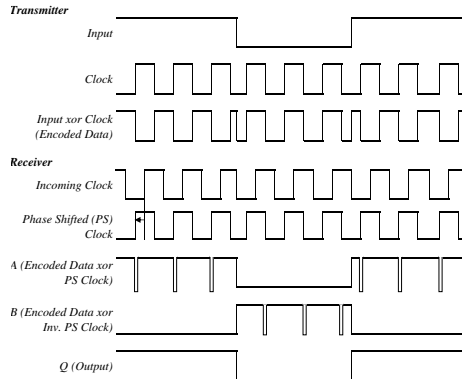 Transmitter
Input
Clock
Input xor Clock
(Encoded Data)
Receiver
Incoming Clock
Phase Shifted (PS)
Clock
A (Encoded Data xor
PS Clock)
B (Encoded Data xor
Inv. PS Clock)
Q (Output)